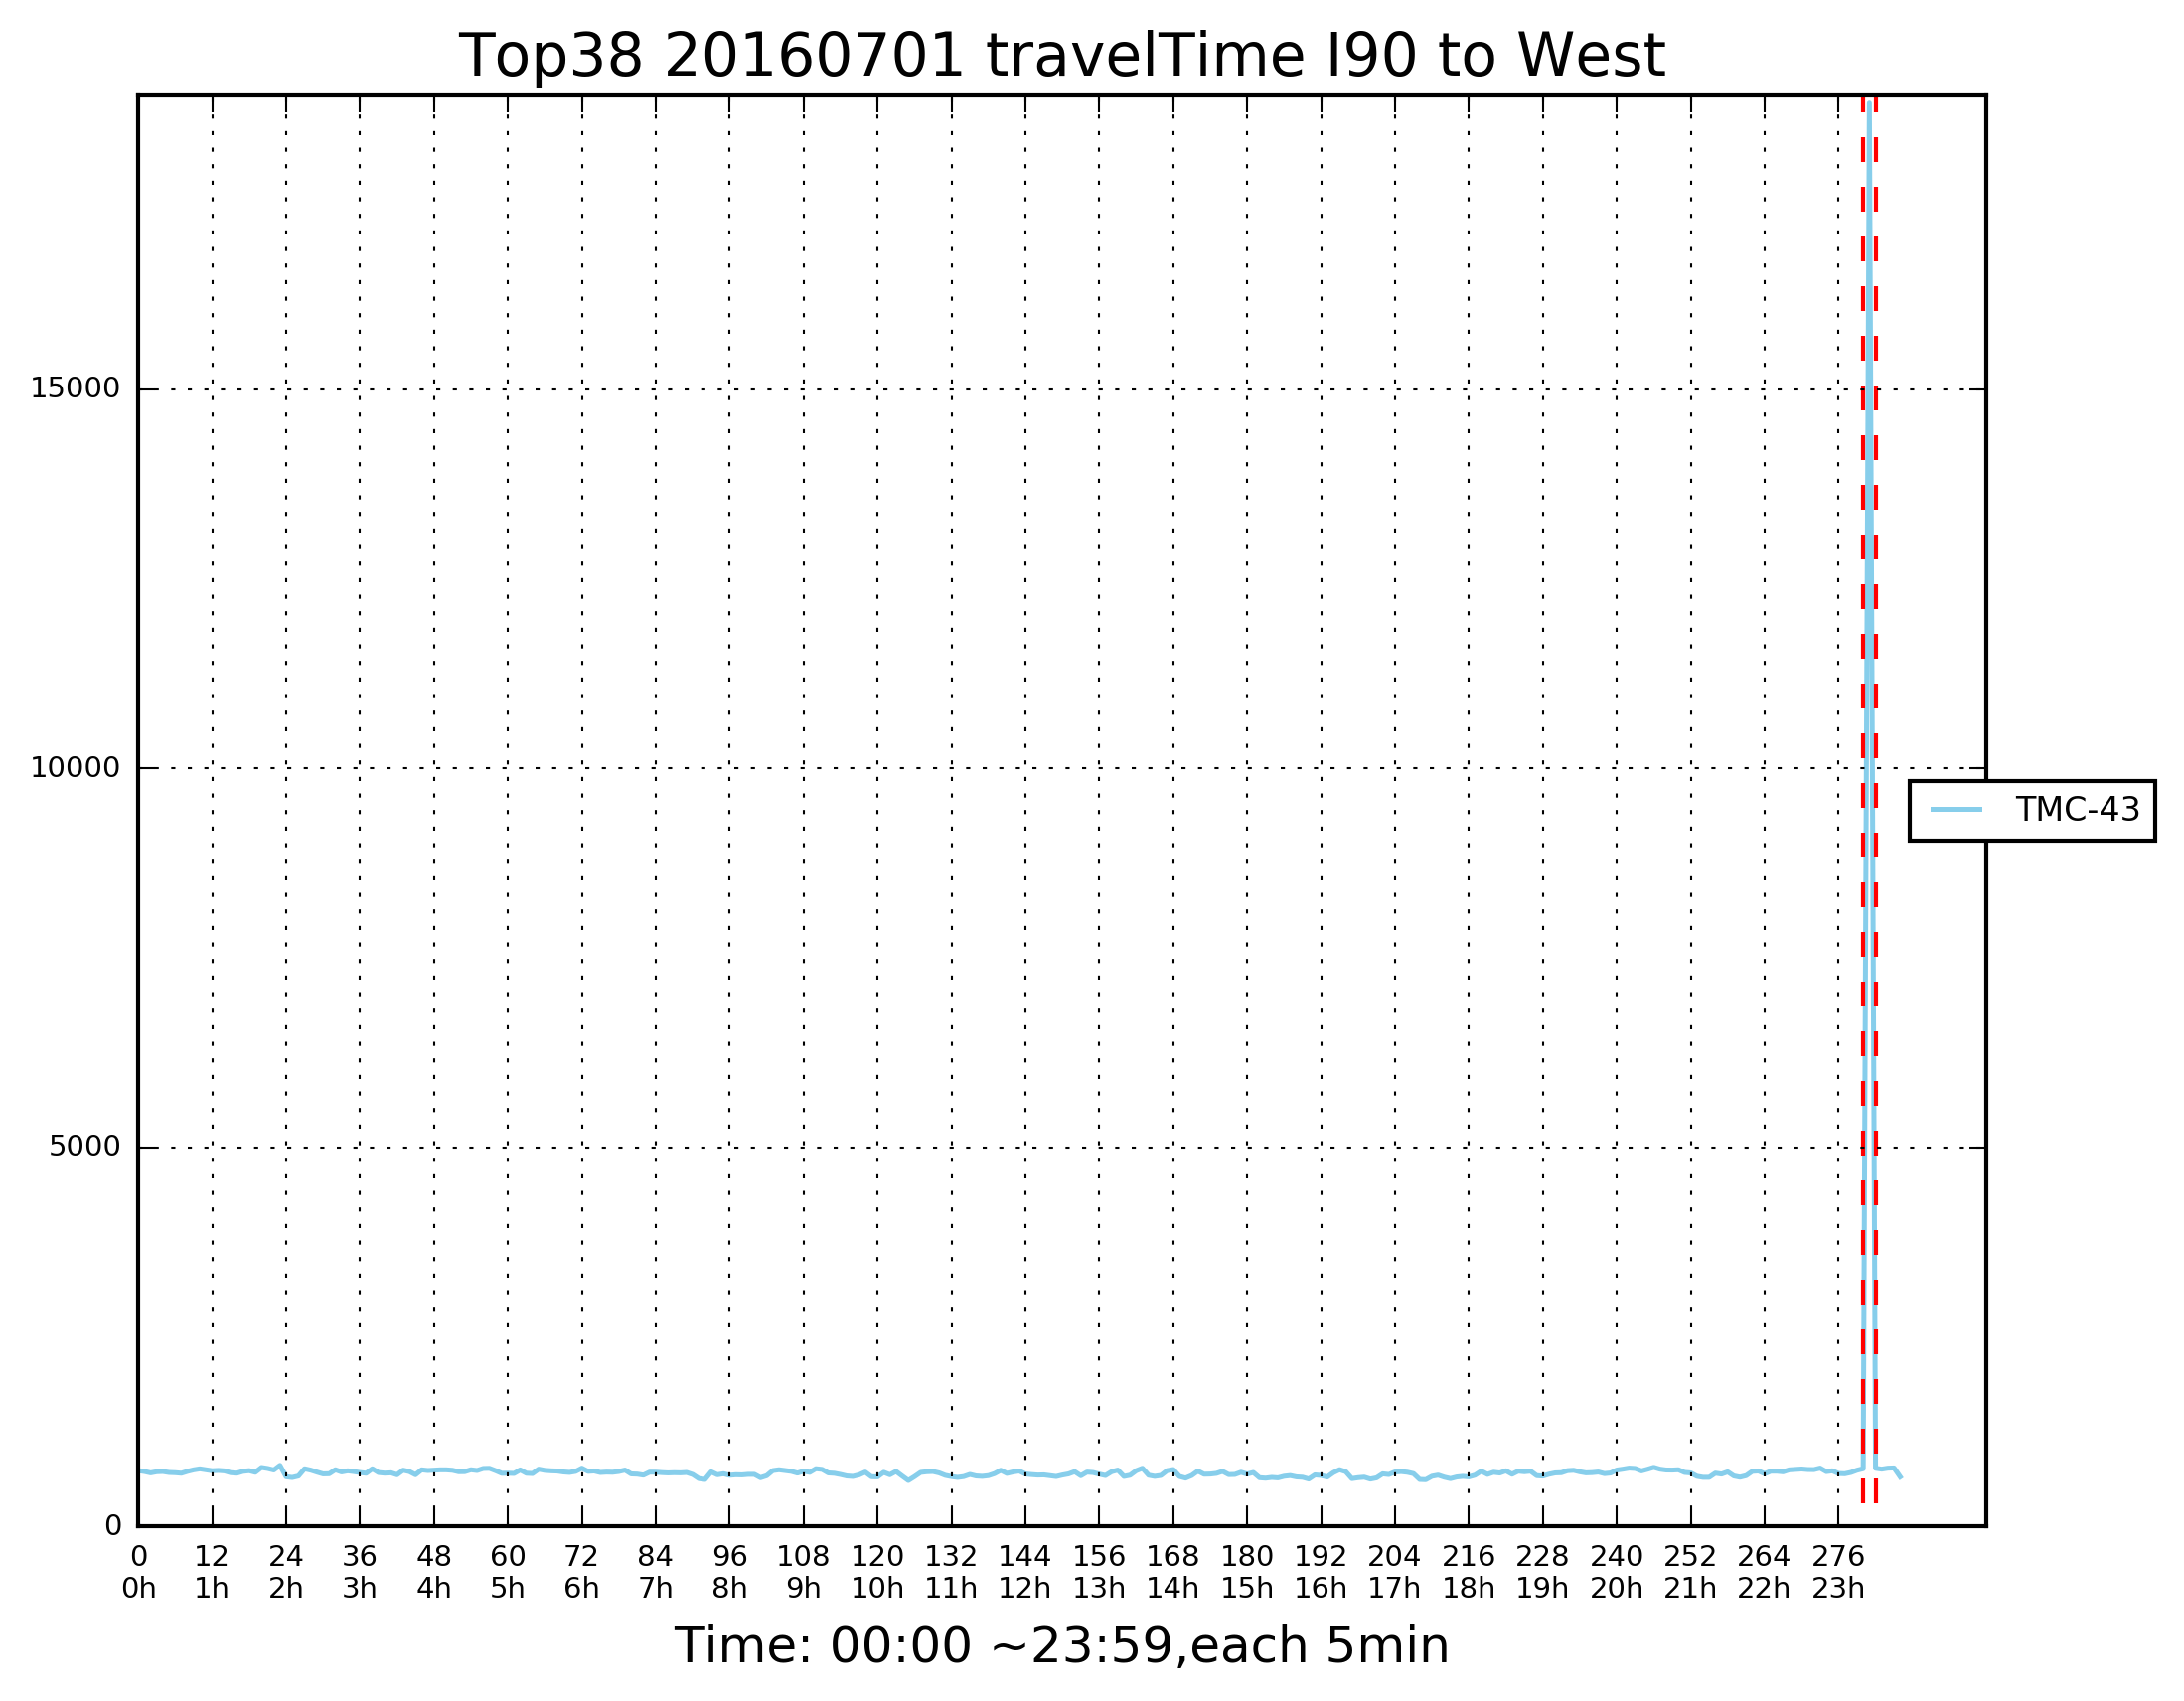 Top38 20160701 travelTime I90 to West
15000
10000
TMC-43
5000
0
0 12 24 36 48 60 72 84 96 108 120 132 144 156 168 180 192 204 216 228 240 252 264 276
0h 1h 2h 3h 4h 5h 6h 7h 8h 9h 10h 11h 12h 13h 14h 15h 16h 17h 18h 19h 20h 21h 22h 23h
Time: 00:00 ~23:59,each 5min